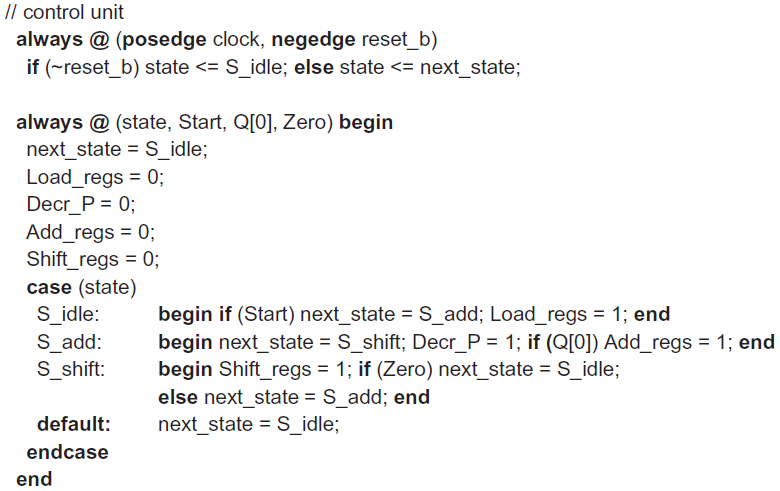 // control unit
always @ (posedge clock, negedge reset_b)
if (~reset_b) state <= S_idle; else state <= next_state;
always @ (state, Start, Q[0], Zero) begin
next_state = S_idle;
Load_regs = 0;
Decr_P = 0;
Add_regs = 0;
Shift_regs = 0;
case (state)
S_idle: begin if (Start) next_state = S_add; Load_regs = 1; end
S_add: begin next_state = S_shift; Decr_P = 1; if (Q[0]) Add_regs = 1; end
S_shift: begin Shift_regs = 1; if (Zero) next_state = S_idle;
else next_state = S_add; end
default: next_state = S_idle;
endcase
end